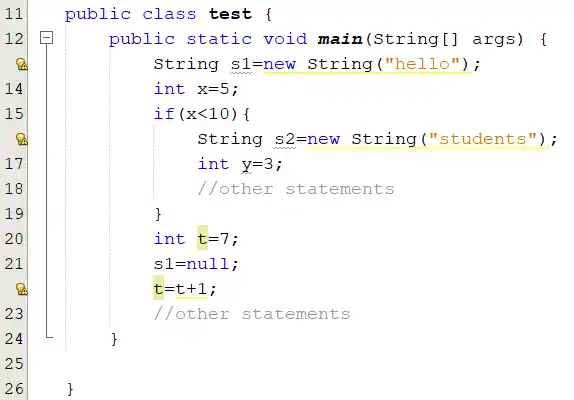 11 public class test {
12 public static void main(String[] args) {
String s1=new String("hello");
14 int x=5;
15 if(x<10){
String s2=new String("students");
17 int y=3;
18 //other statements
19 }
20 int t=7;
21 s1=null;
t=t+1;
23 //other statements
24 }
25
26 }